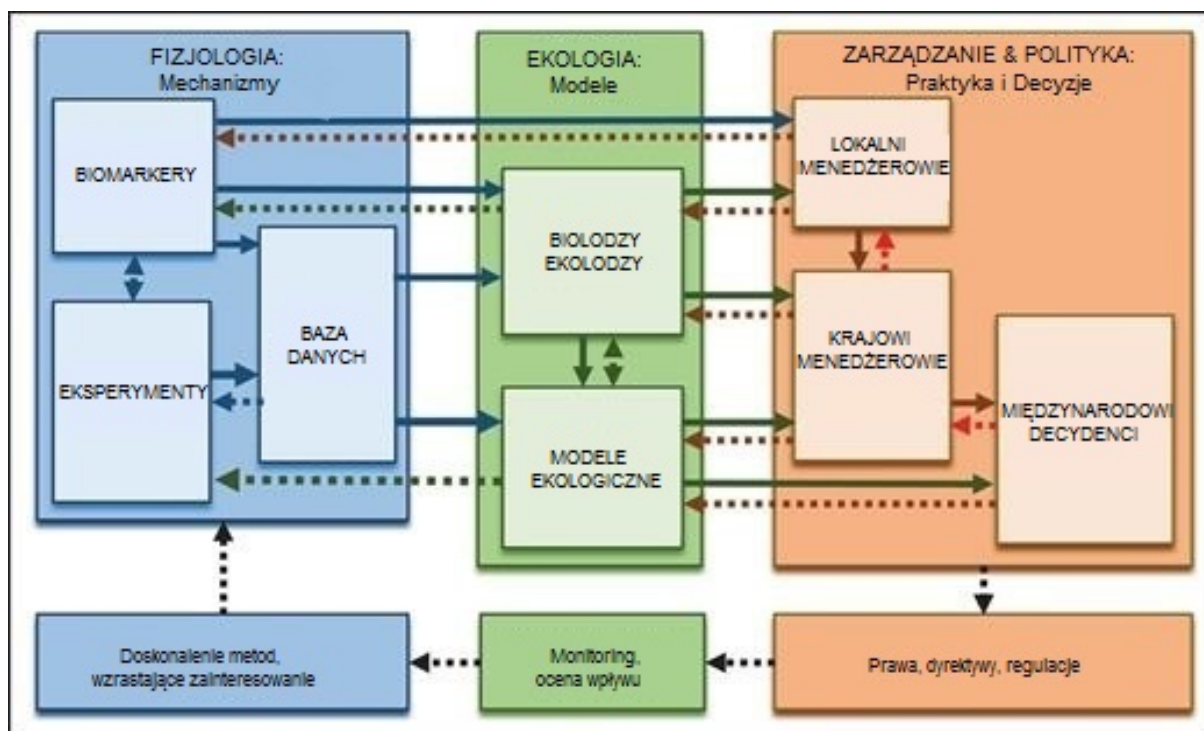 FIZJOLOGIA:
Mechanizmy
BIOMARKERY
EKSPERYMENTY
BAZA
DANYCH
EKOLOGIA:
Modele
BIOLODZY
EKOLODZY
MODELE
EKOLOGICZNE
ZARZĄDZANIE & POLITYKA:
Praktyka i Decyzje
LOKALNI
MENEDŻEROWIE
KRAJOWI
MENEDŻEROWIE
MIĘDZYNARODOWI
DECYDENCI
Doskonalenie metod,
wzrastające zainteresowanie
Monitoring,
ocena wpływu
Prawa, dyrektywy, regulacje